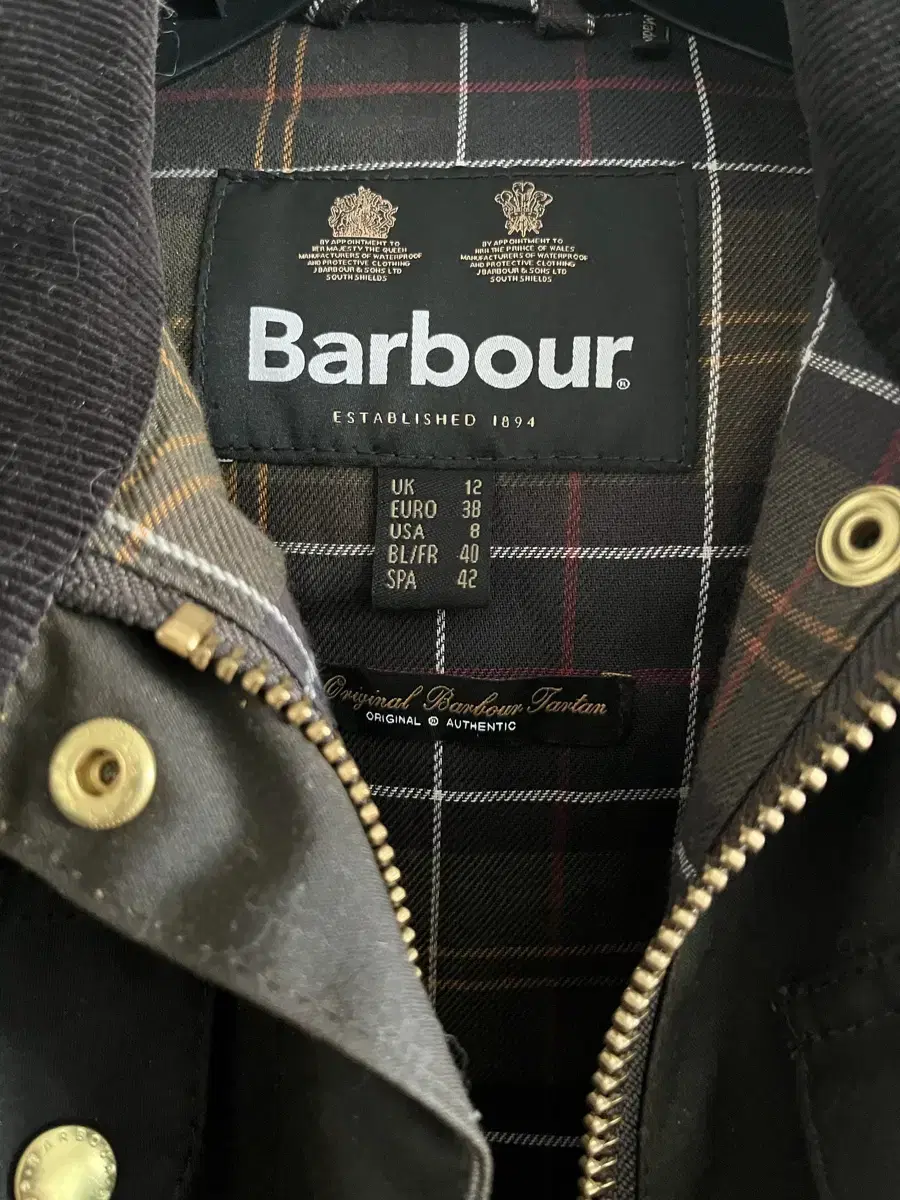 Made
BY APPOINTMENT TO
HER MAJESTY THE QUEEN
MANUFACTURERS OF WATERPROOF
AND PROTECTIVE CLOTHING
J BARBOUR & SONS LTD
SOUTH SHIELDS
BY APPOINTMENT TO
HRH THE PRINCE OF WALES
MANUFACTURERS OF WATERPROOF
AND PROTECTIVE CLOTHING
J BARBOUR & SONS LTD
SOUTH SHIELDS
Barbour®
ESTABLISHED 1894
UK 12
EURO 38
USA 8
BL/FR 40
SPA 42
Original Barbour Tartan
ORIGINAL ® AUTHENTIC
BARBOUR